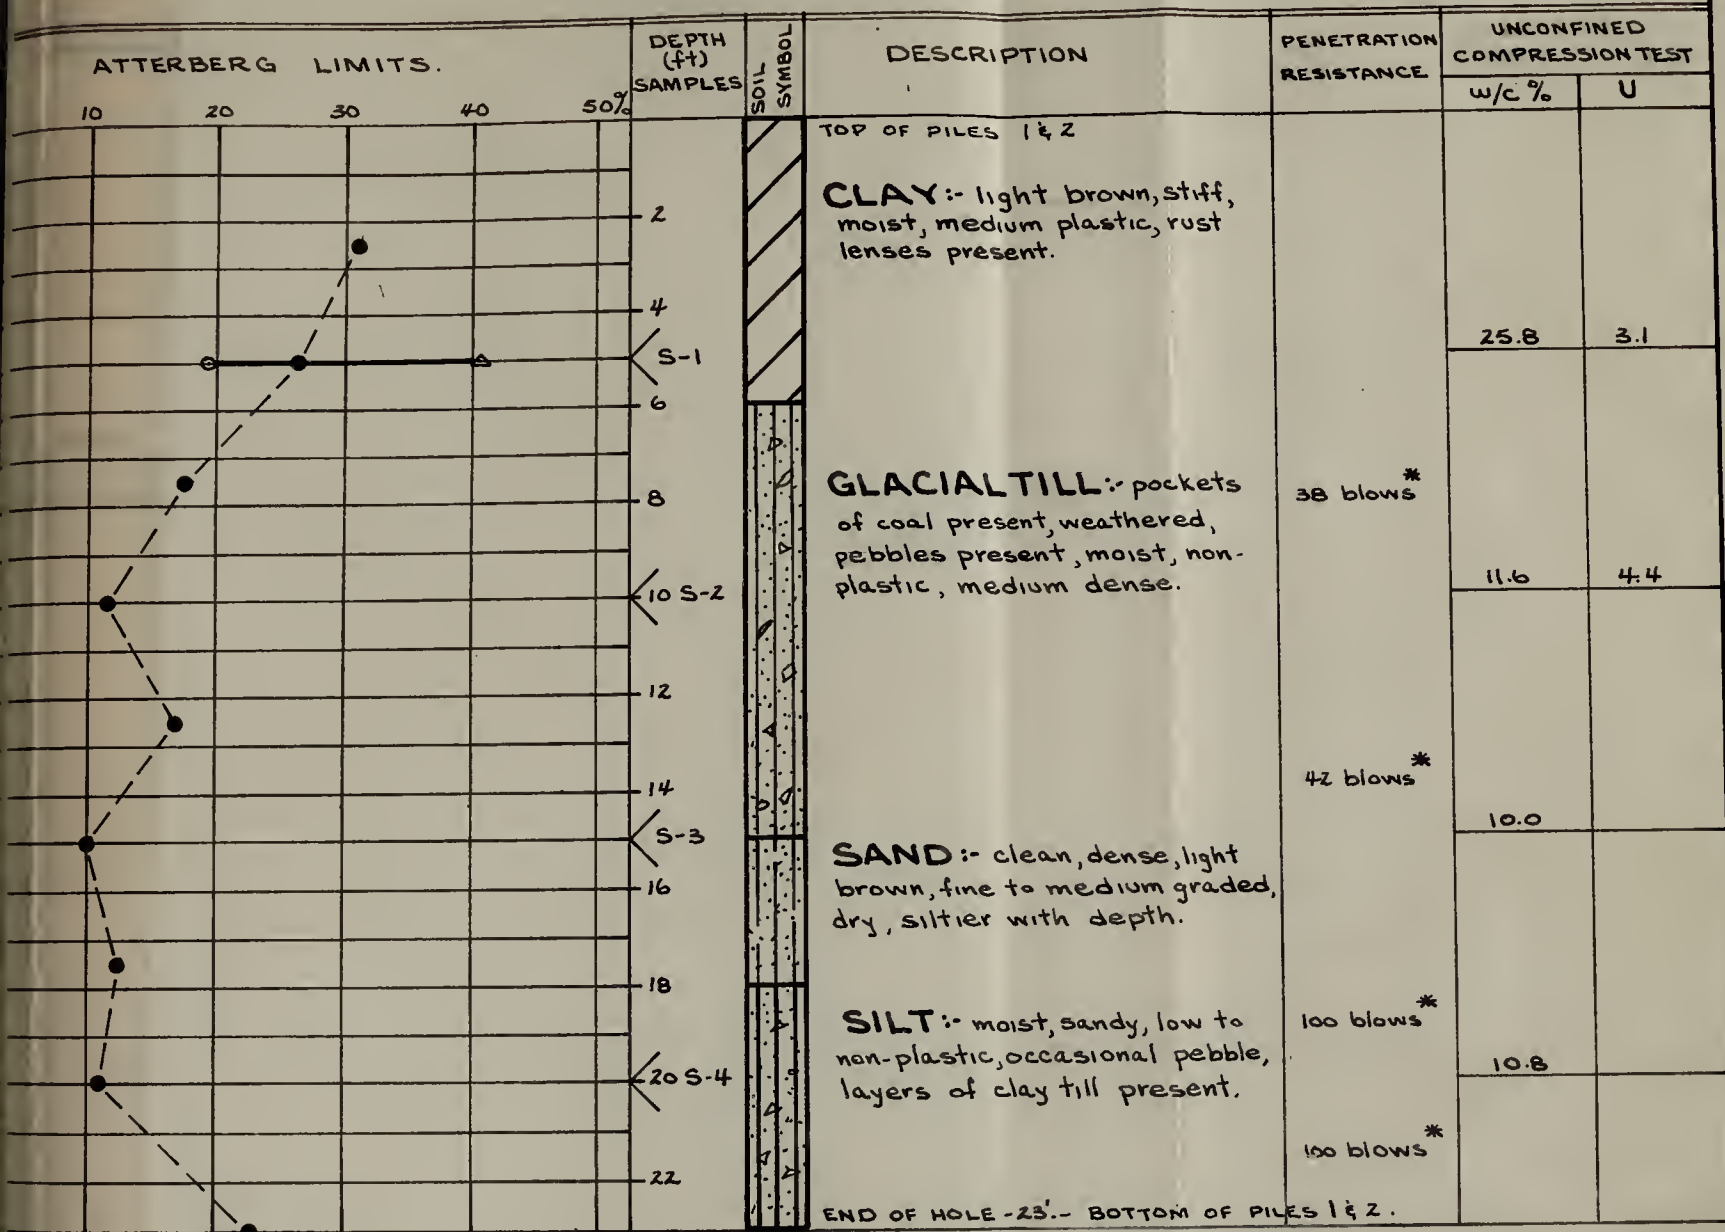 ATTERBERG LIMITS.
10 20 30 40 50%
DEPTH
(ft)
SAMPLES
SOIL
SYMBOL
DESCRIPTION
PENETRATION
RESISTANCE
UNCONFINED
COMPRESSION TEST
W/C % U
TOP OF PILES 1 & 2
CLAY:- light brown, stiff,
moist, medium plastic, rust
lenses present.
2
4
S-1
25.8 3.1
6
GLACIAL TILL:- pockets
of coal present, weathered,
pebbles present, moist, non-
plastic, medium dense.
38 blows*
8
10 S-2
11.6 4.4
12
42 blows*
14
S-3
10.0
SAND:- clean, dense, light
brown, fine to medium graded,
dry, siltier with depth.
16
18
SILT:- moist, sandy, low to
non-plastic, occasional pebble,
layers of clay till present.
100 blows*
20 S-4
10.8
100 blows*
22
END OF HOLE - 23'. - BOTTOM OF PILES 1 & 2.